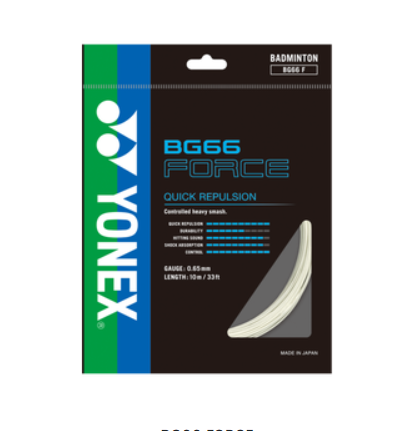 BADMINTON
BG66 F
YONEX
®
BG66
FORCE
QUICK REPULSION
Controlled heavy smash.
QUICK REPULSION
DURABILITY
HITTING SOUND
SHOCK ABSORPTION
CONTROL
GAUGE: 0.65mm
LENGTH: 10m / 33ft
MADE IN JAPAN